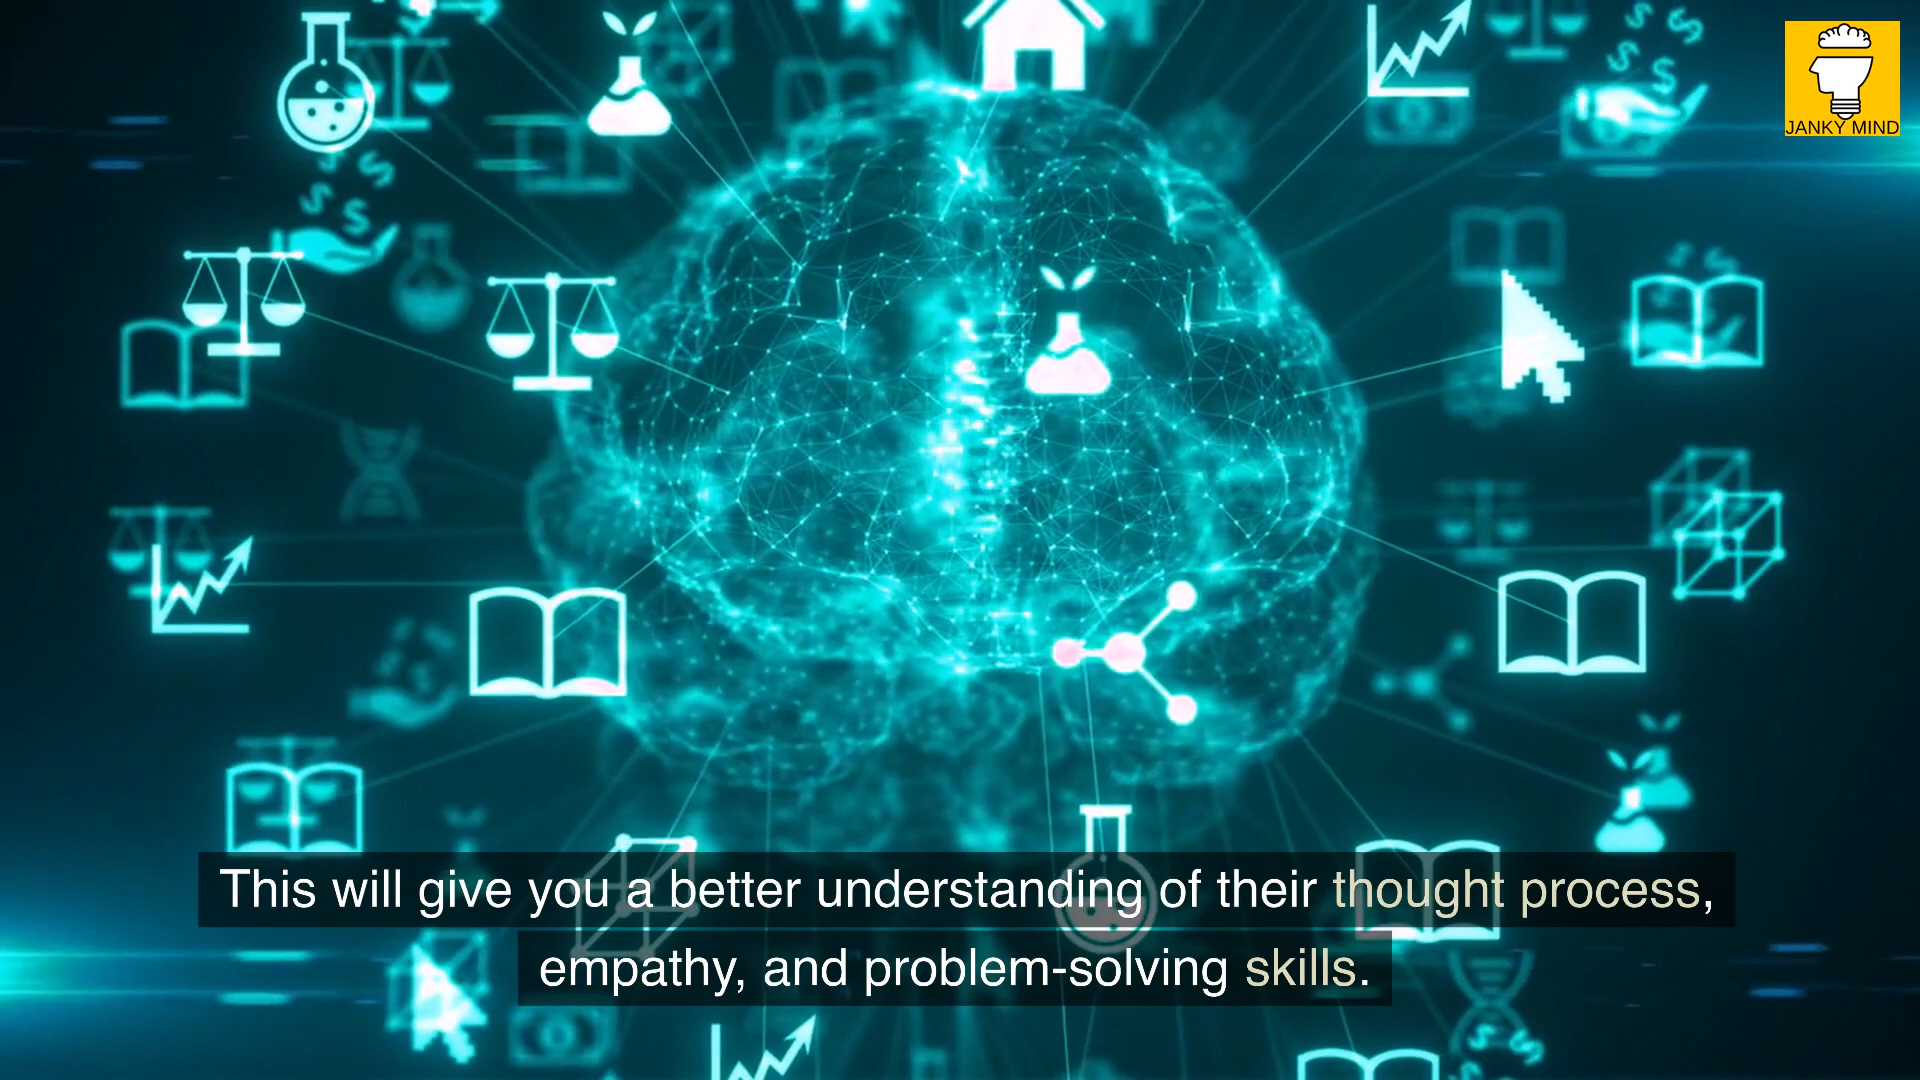 JANKY MIND
This will give you a better understanding of their thought process,
empathy, and problem-solving skills.